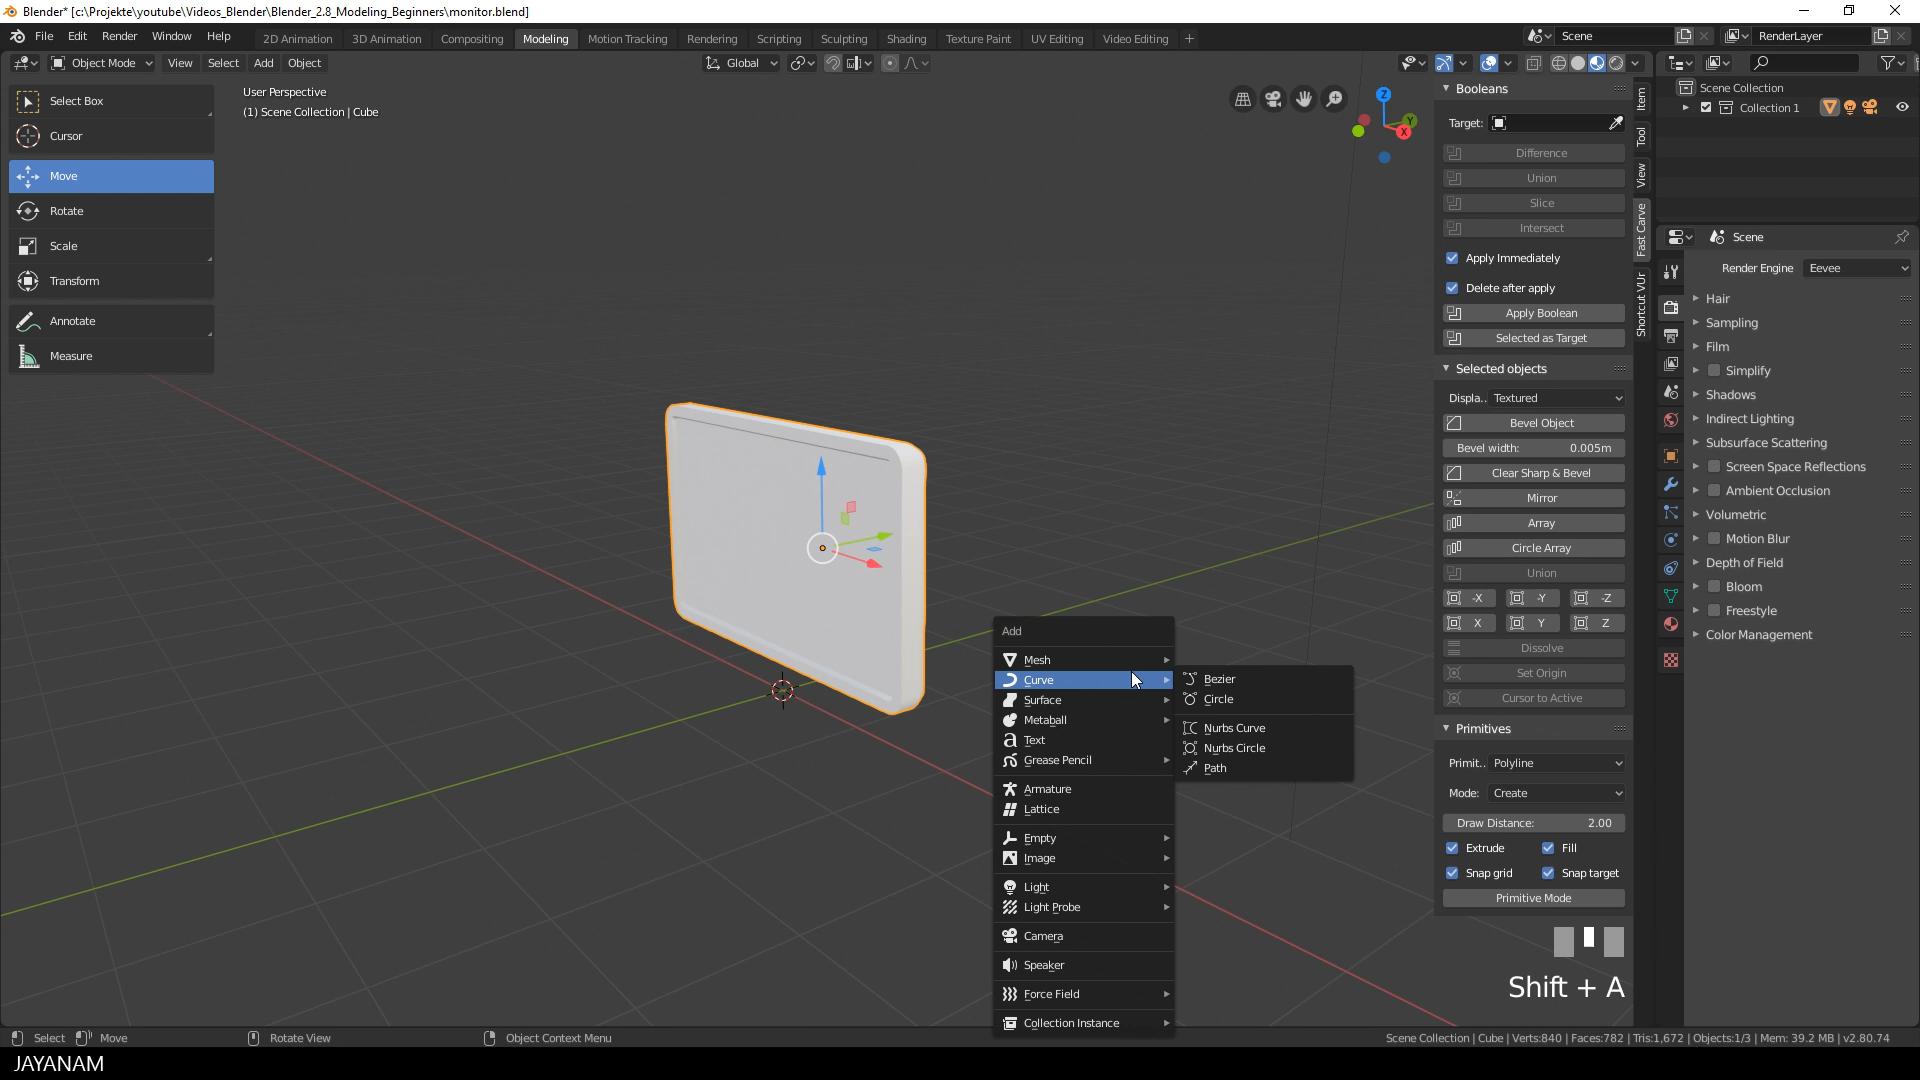 Blender* [c:\Projekte\youtube\Videos_Blender\Blender_2.8_Modeling_Beginners\monitor.blend]
File Edit Render Window Help 2D Animation 3D Animation Compositing Modeling Motion Tracking Rendering Scripting Sculpting Shading Texture Paint UV Editing Video Editing + Scene RenderLayer
Object Mode View Select Add Object Global
Select Box
Cursor
Move
Rotate
Scale
Transform
Annotate
Measure
User Perspective
(1) Scene Collection | Cube
Z
Y
X
Add
Mesh
Curve
Surface
Metaball
Text
Grease Pencil
Armature
Lattice
Empty
Image
Light
Light Probe
Camera
Speaker
Force Field
Collection Instance
Bezier
Circle
Nurbs Curve
Nurbs Circle
Path
Booleans
Target:
Difference
Union
Slice
Intersect
Apply Immediately
Delete after apply
Apply Boolean
Selected as Target
Selected objects
Displa.. Textured
Bevel Object
Bevel width: 0.005m
Clear Sharp & Bevel
Mirror
Array
Circle Array
Union
-X -Y -Z
X Y Z
Dissolve
Set Origin
Cursor to Active
Primitives
Primit.. Polyline
Mode: Create
Draw Distance: 2.00
Extrude Fill
Snap grid Snap target
Primitive Mode
Shift + A
Item
Tool
View
Fast Carve
Shortcut VUr
Scene Collection
Collection 1
Scene
Render Engine Eevee
Hair
Sampling
Film
Simplify
Shadows
Indirect Lighting
Subsurface Scattering
Screen Space Reflections
Ambient Occlusion
Volumetric
Motion Blur
Depth of Field
Bloom
Freestyle
Color Management
Select Move Rotate View Object Context Menu Scene Collection | Cube | Verts:840 | Faces:782 | Tris:1,672 | Objects:1/3 | Mem: 39.2 MB | v2.80.74
JAYANAM